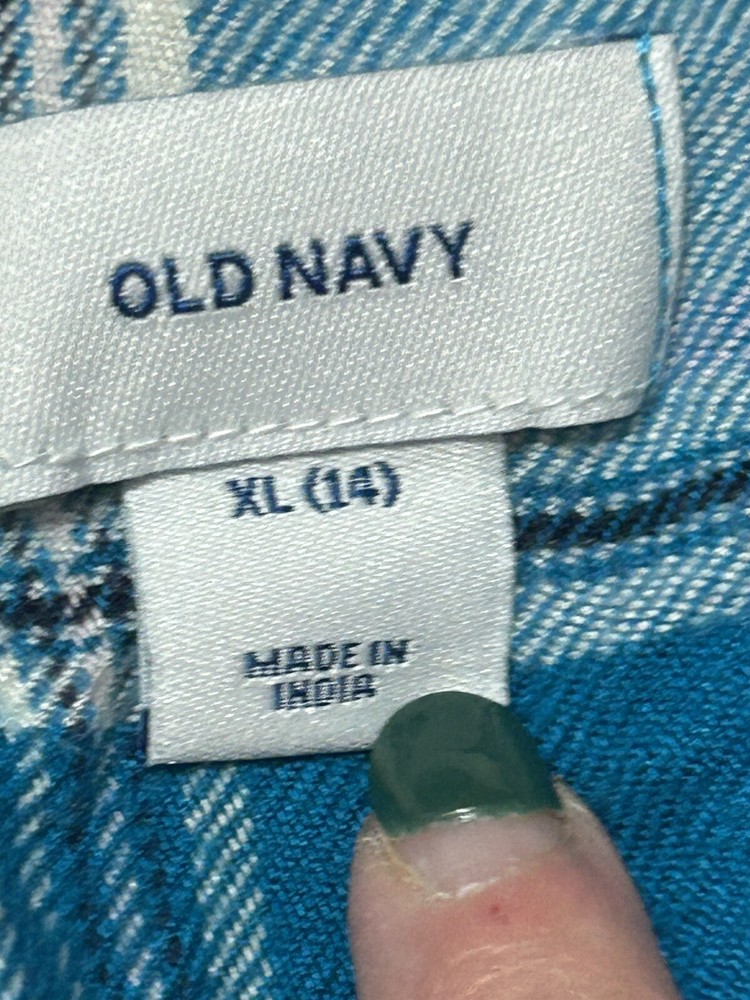 OLD NAVY
XL (14)
MADE IN
INDIA